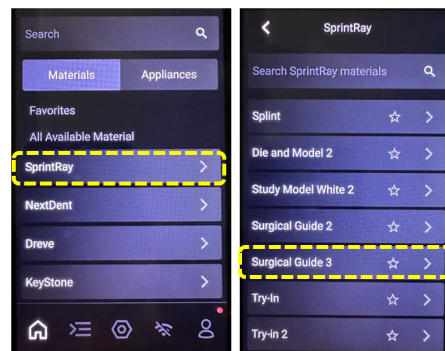 Search
Materials
Appliances
Favorites
All Available Material
SprintRay
NextDent
Dreve
KeyStone
SprintRay
Search SprintRay materials
Splint
Die and Model 2
Study Model White 2
Surgical Guide 2
Surgical Guide 3
Try-In
Try-in 2